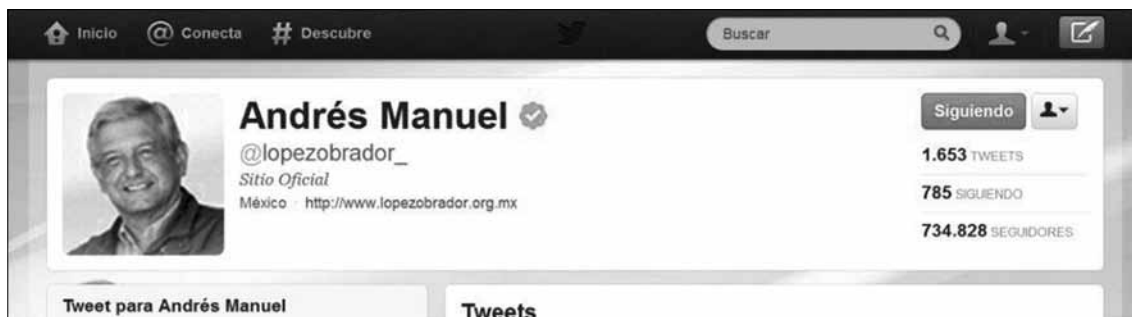 Inicio @ Conecta # Descubre Buscar
Andrés Manuel
@lopezobrador_
Sitio Oficial
México · http://www.lopezobrador.org.mx
Siguiendo
1.653 TWEETS
785 SIGUIENDO
734.828 SEGUIDORES
Tweet para Andrés Manuel
Tweets